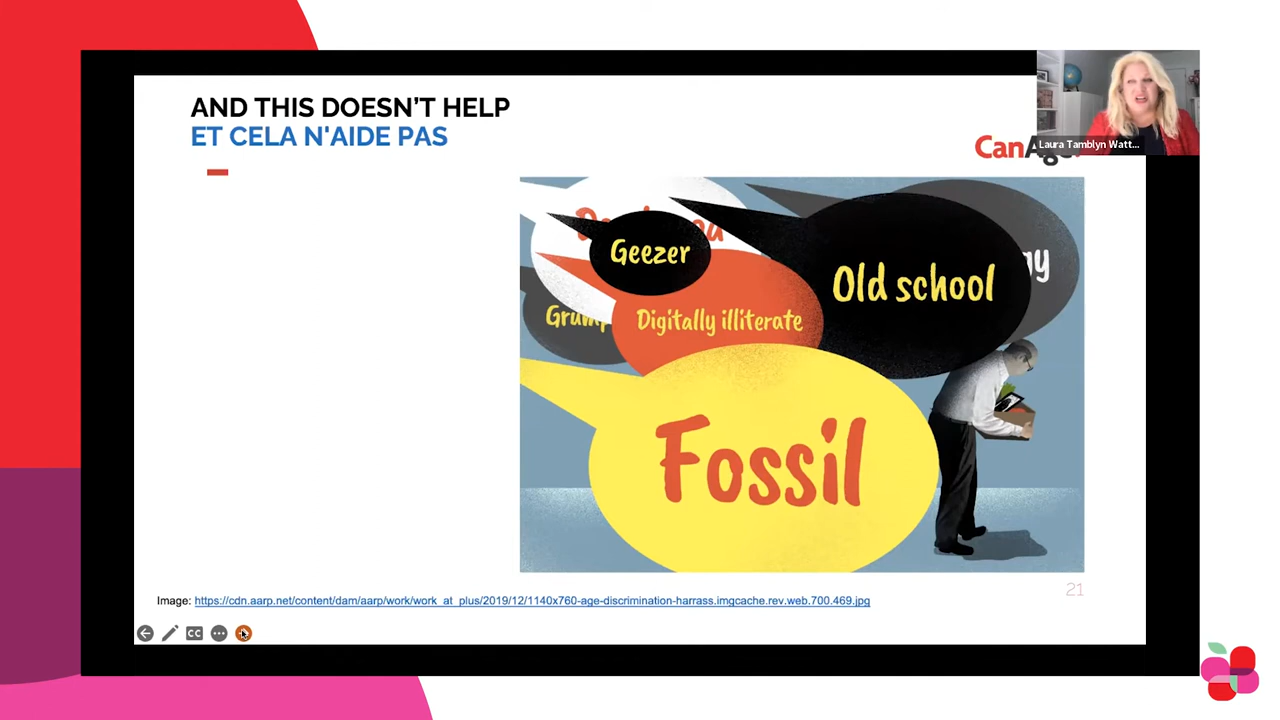 AND THIS DOESN'T HELP
ET CELA N'AIDE PAS
Laura Tamblyn Watt...
Geezer
Old school
Digitally illiterate
Fossil
21
Image: https://cdn.aarp.net/content/dam/aarp/work/work_at_plus/2019/12/1140x760-age-discrimination-harrass.imgcache.rev.web.700.469.jpg
CC